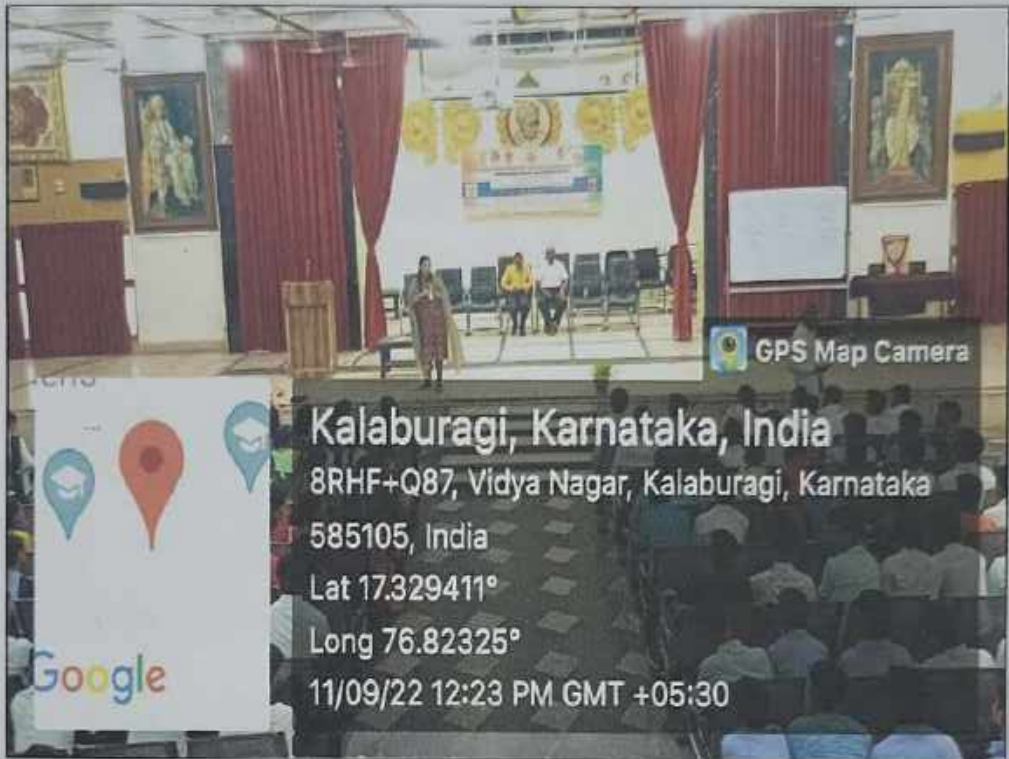 GPS Map Camera
Kalaburagi, Karnataka, India
8RHF+Q87, Vidya Nagar, Kalaburagi, Karnataka
585105, India
Lat 17.329411°
Long 76.82325°
11/09/22 12:23 PM GMT +05:30
Google